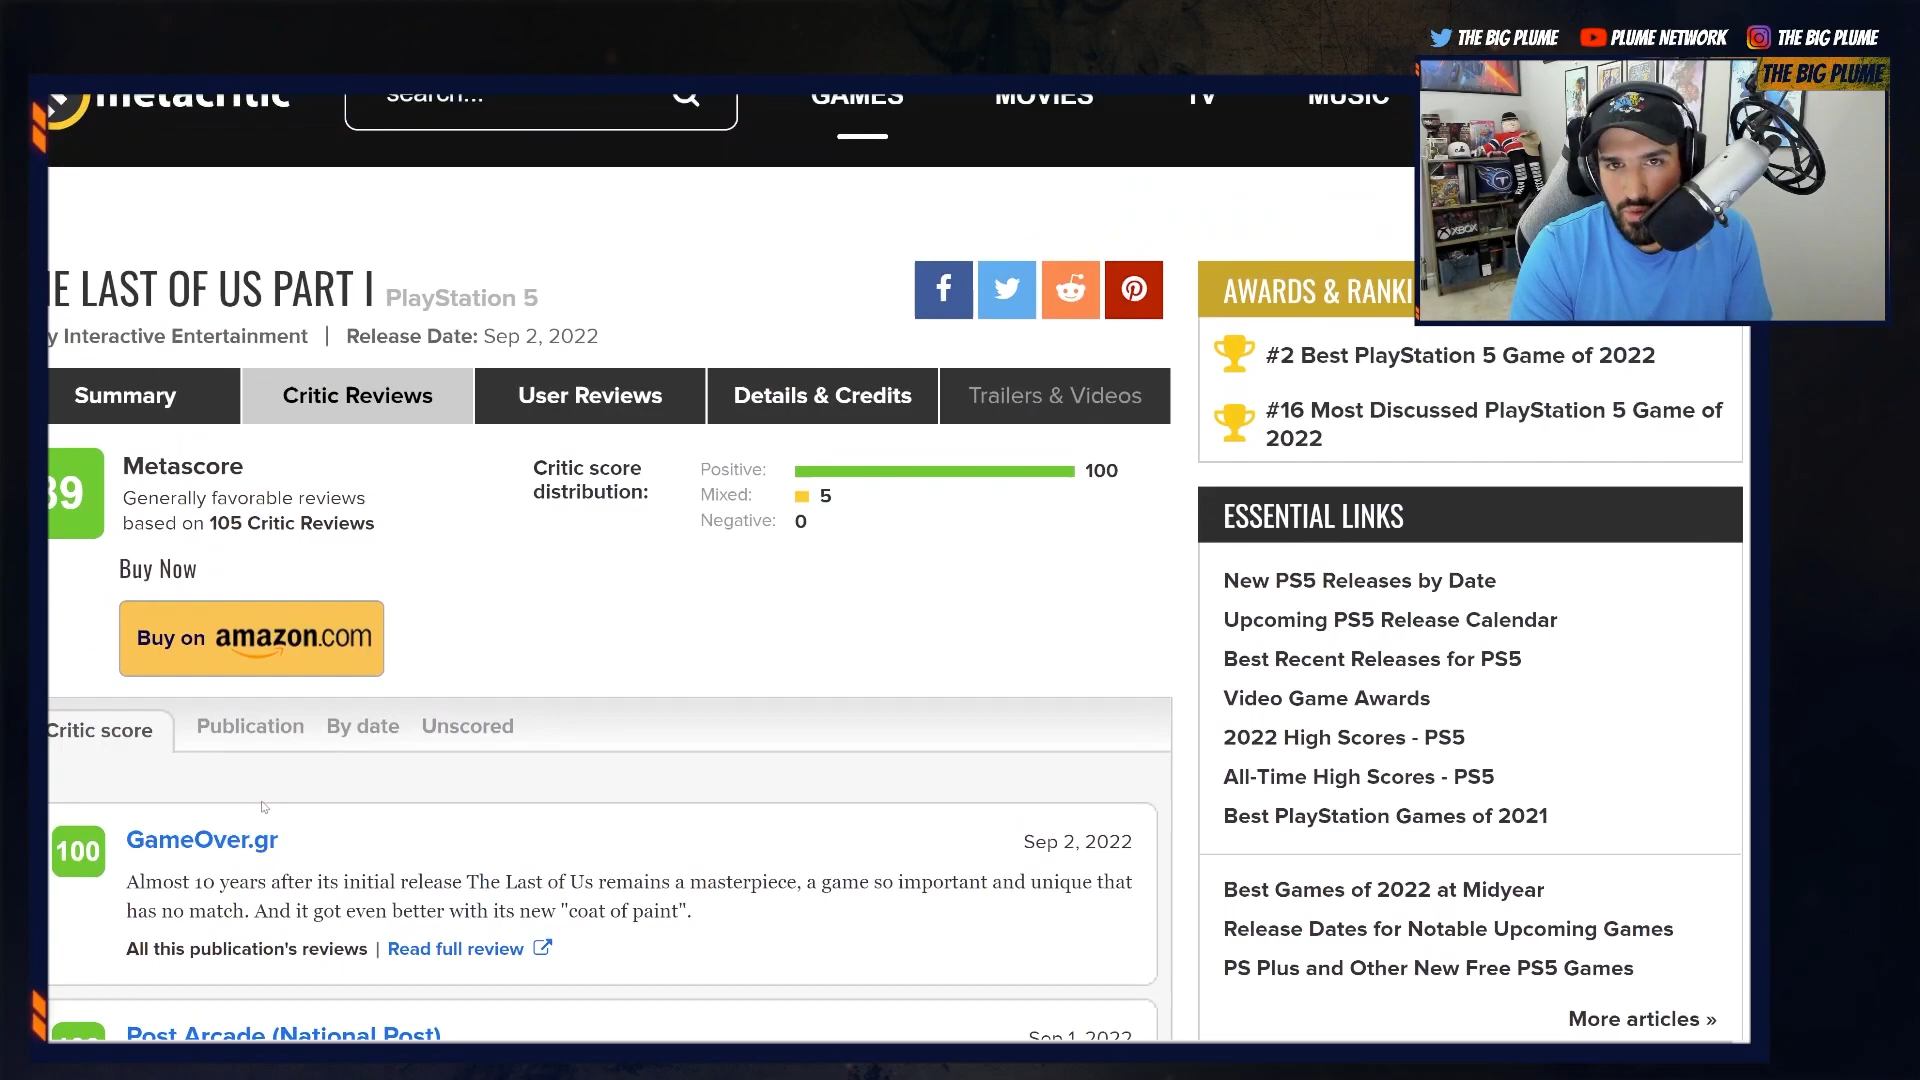 THE BIG PLUME PLUME NETWORK THE BIG PLUME
THE BIG PLUME
metacritic search... GAMES MOVIES TV MUSIC
XBOX
E LAST OF US PART I PlayStation 5
y Interactive Entertainment | Release Date: Sep 2, 2022
Summary Critic Reviews User Reviews Details & Credits Trailers & Videos
89 Metascore
Generally favorable reviews
based on 105 Critic Reviews
Critic score
distribution:
Positive: 100
Mixed: 5
Negative: 0
Buy Now
Buy on amazon.com
Critic score Publication By date Unscored
100 GameOver.gr Sep 2, 2022
Almost 10 years after its initial release The Last of Us remains a masterpiece, a game so important and unique that
has no match. And it got even better with its new "coat of paint".
All this publication's reviews | Read full review
Post Arcade (National Post) Sep 1, 2022
AWARDS & RANKI
#2 Best PlayStation 5 Game of 2022
#16 Most Discussed PlayStation 5 Game of
2022
ESSENTIAL LINKS
New PS5 Releases by Date
Upcoming PS5 Release Calendar
Best Recent Releases for PS5
Video Game Awards
2022 High Scores - PS5
All-Time High Scores - PS5
Best PlayStation Games of 2021
Best Games of 2022 at Midyear
Release Dates for Notable Upcoming Games
PS Plus and Other New Free PS5 Games
More articles »